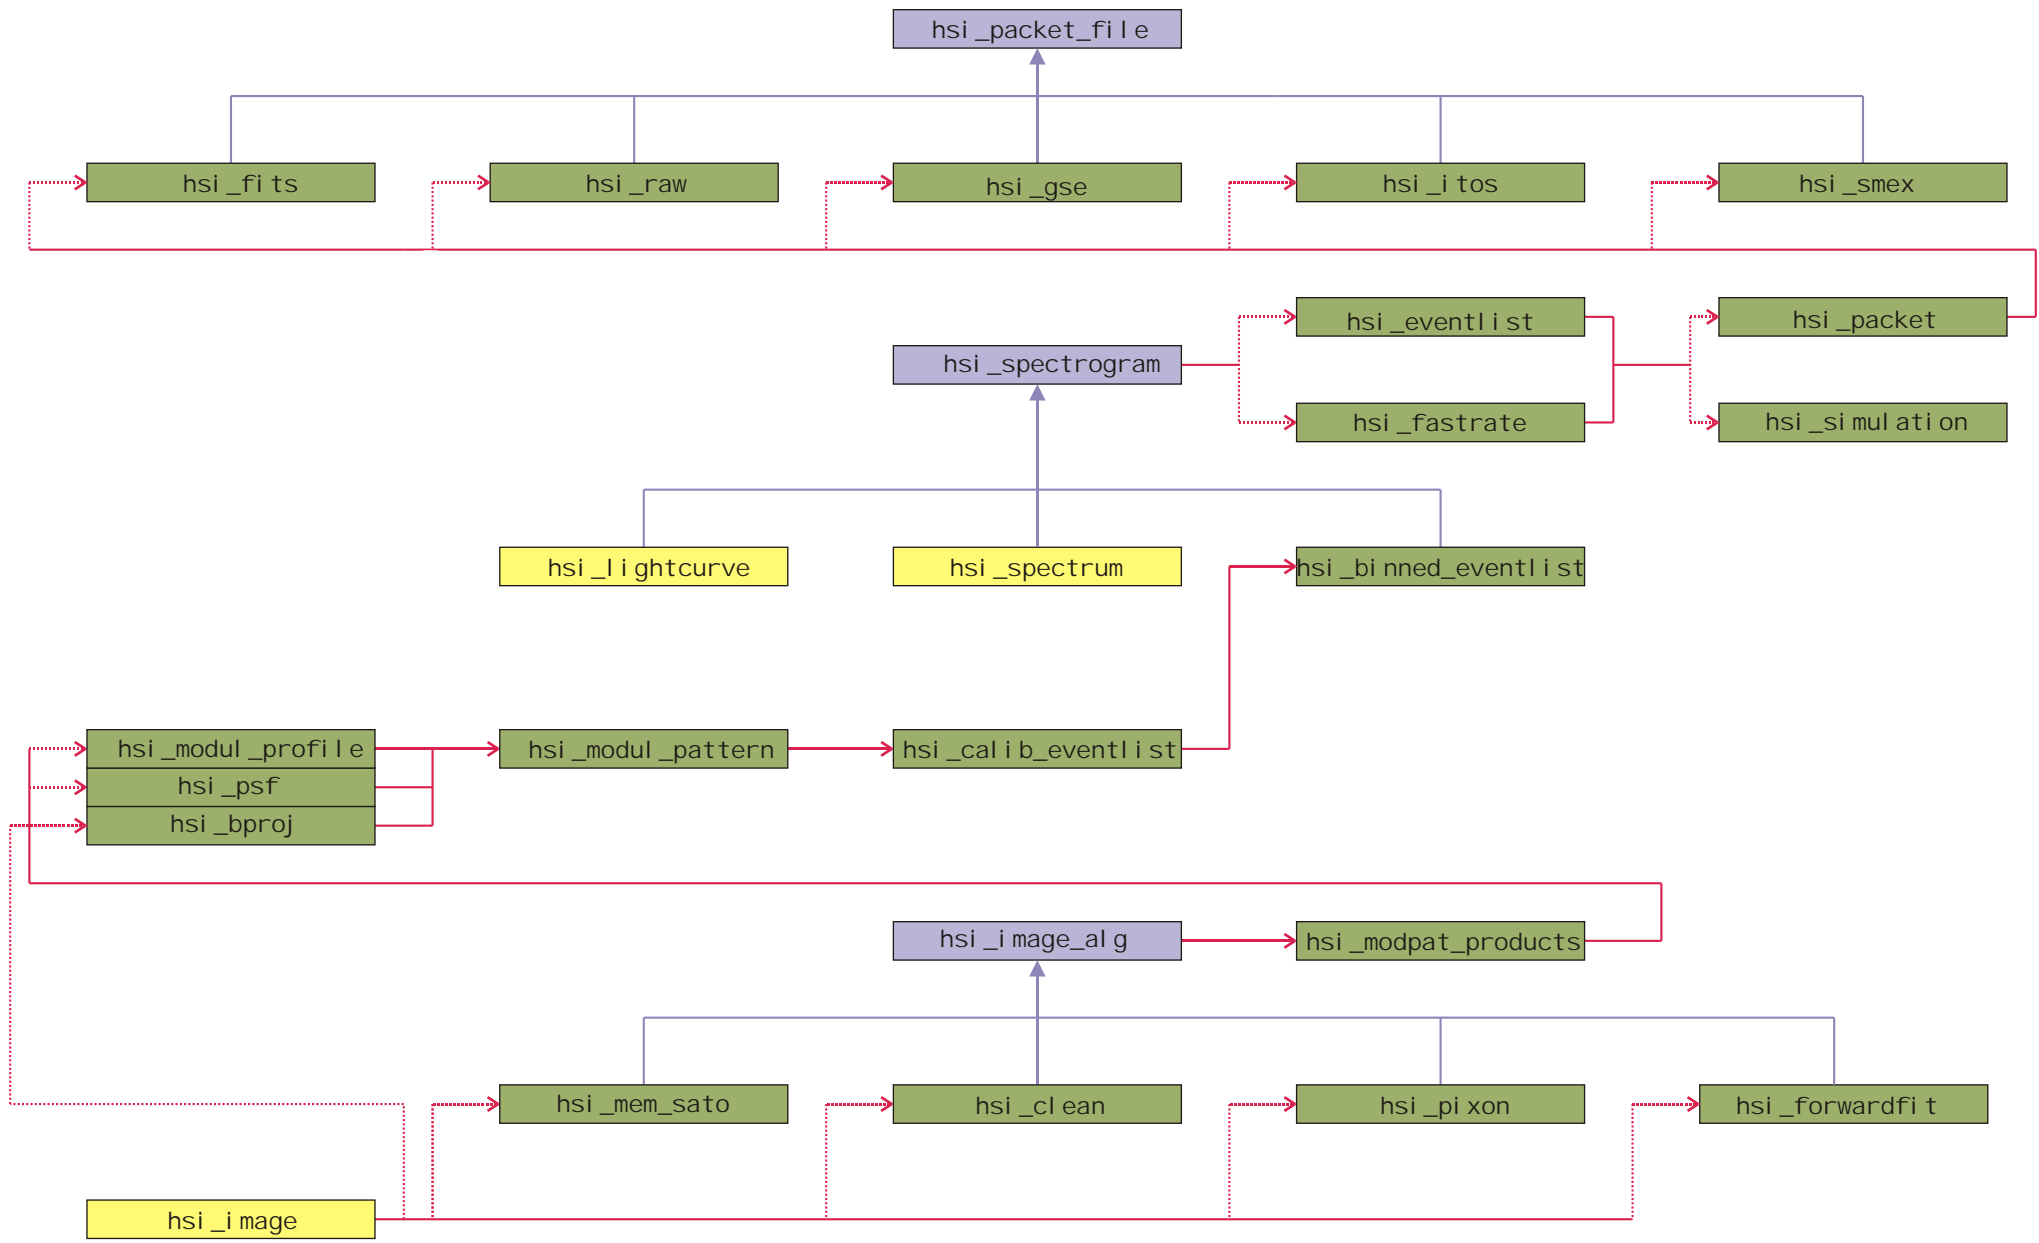 hsi_packet_file
hsi_fits
hsi_raw
hsi_gse
hsi_itos
hsi_smex
hsi_eventlist
hsi_packet
hsi_spectrogram
hsi_fastrate
hsi_simulation
hsi_lightcurve
hsi_spectrum
hsi_binned_eventlist
hsi_modul_profile
hsi_modul_pattern
hsi_calib_eventlist
hsi_psf
hsi_bproj
hsi_image_alg
hsi_modpat_products
hsi_mem_sato
hsi_clean
hsi_pixon
hsi_forwardfit
hsi_image